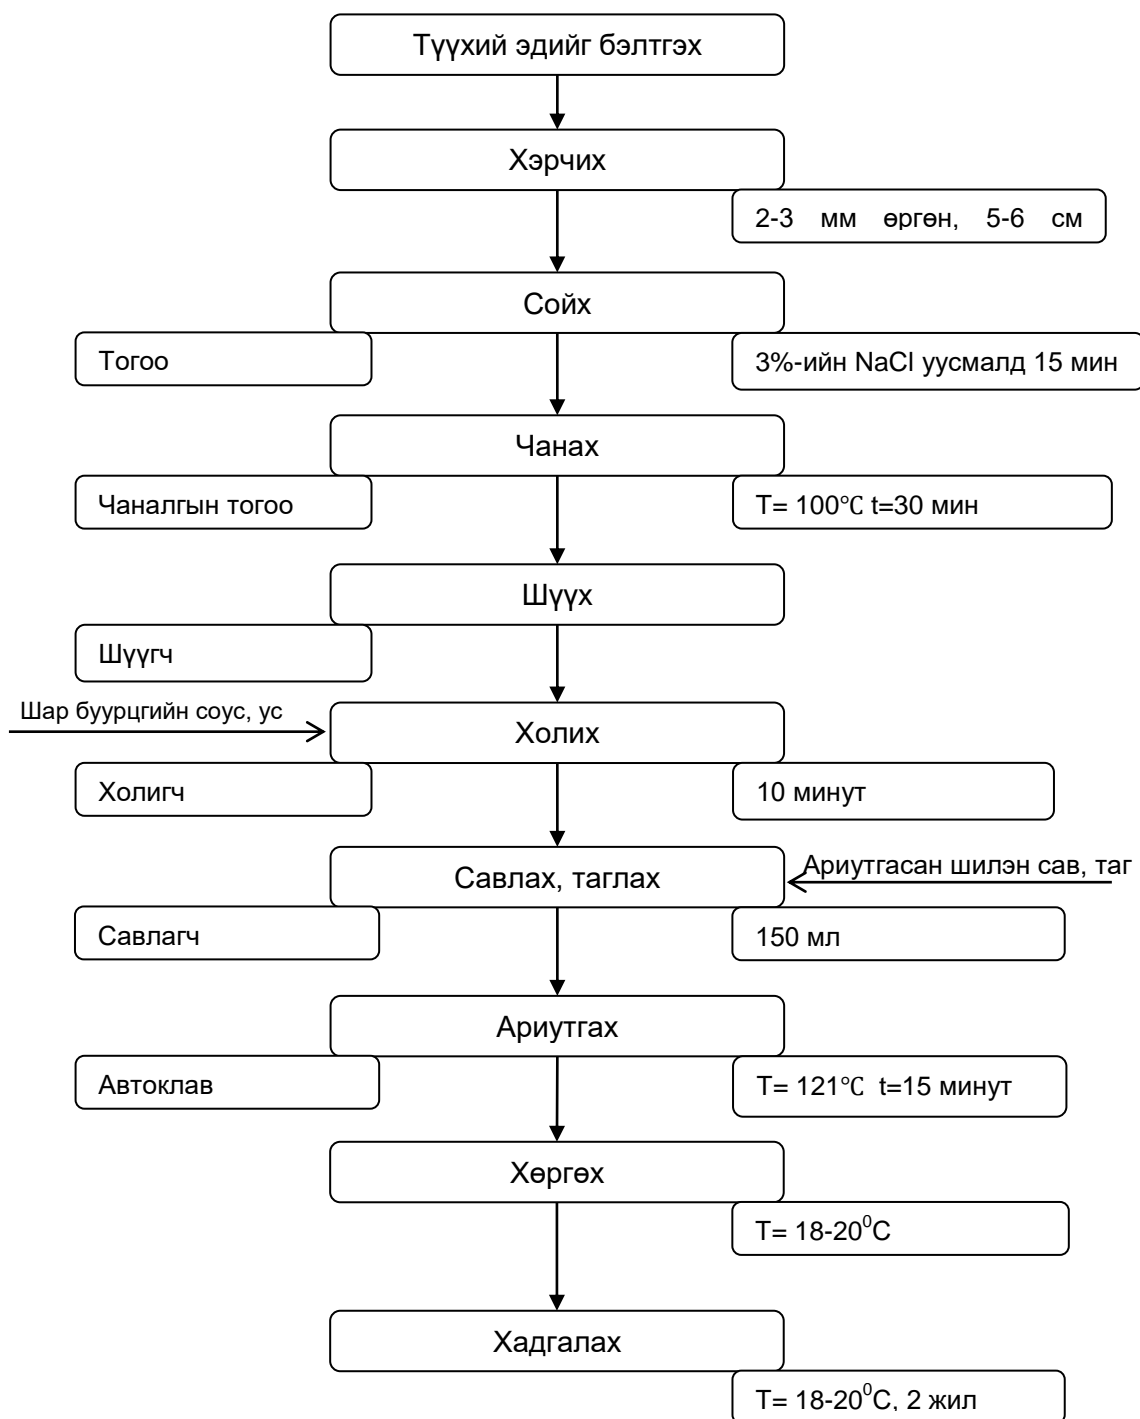 Түүхий эдийг бэлтгэх
Хэрчих
2-3 мм өргөн, 5-6 см
Сойх
Тогоо
3%-ийн NaCl уусмалд 15 мин
Чанах
Чаналгын тогоо
T= 100℃ t=30 мин
Шүүх
Шүүгч
Шар буурцгийн соус, ус
Холих
Холигч
10 минут
Савлах, таглах
Ариутгасан шилэн сав, таг
Савлагч
150 мл
Ариутгах
Автоклав
T= 121℃ t=15 минут
Хөргөх
T= 18-20⁰C
Хадгалах
T= 18-20⁰C, 2 жил